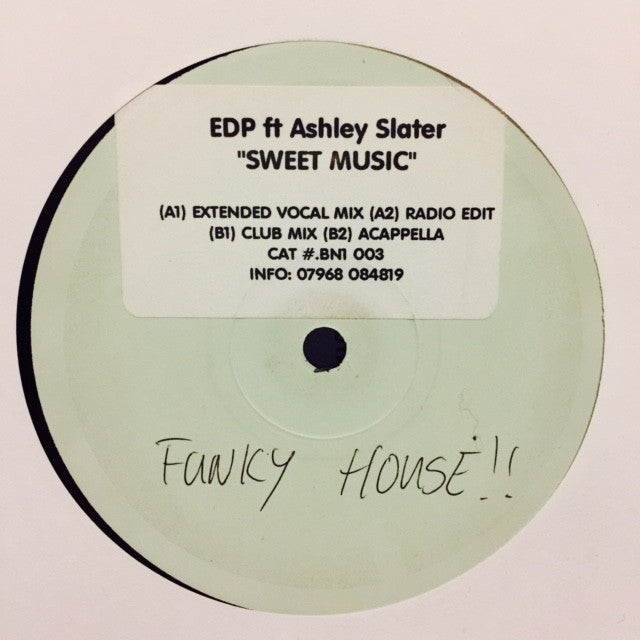 EDP ft Ashley Slater
"SWEET MUSIC"
(A1) EXTENDED VOCAL MIX (A2) RADIO EDIT
(B1) CLUB MIX (B2) ACAPPELLA
CAT #.BN1 003
INFO: 07968 084819
FUNKY HOUSE!!